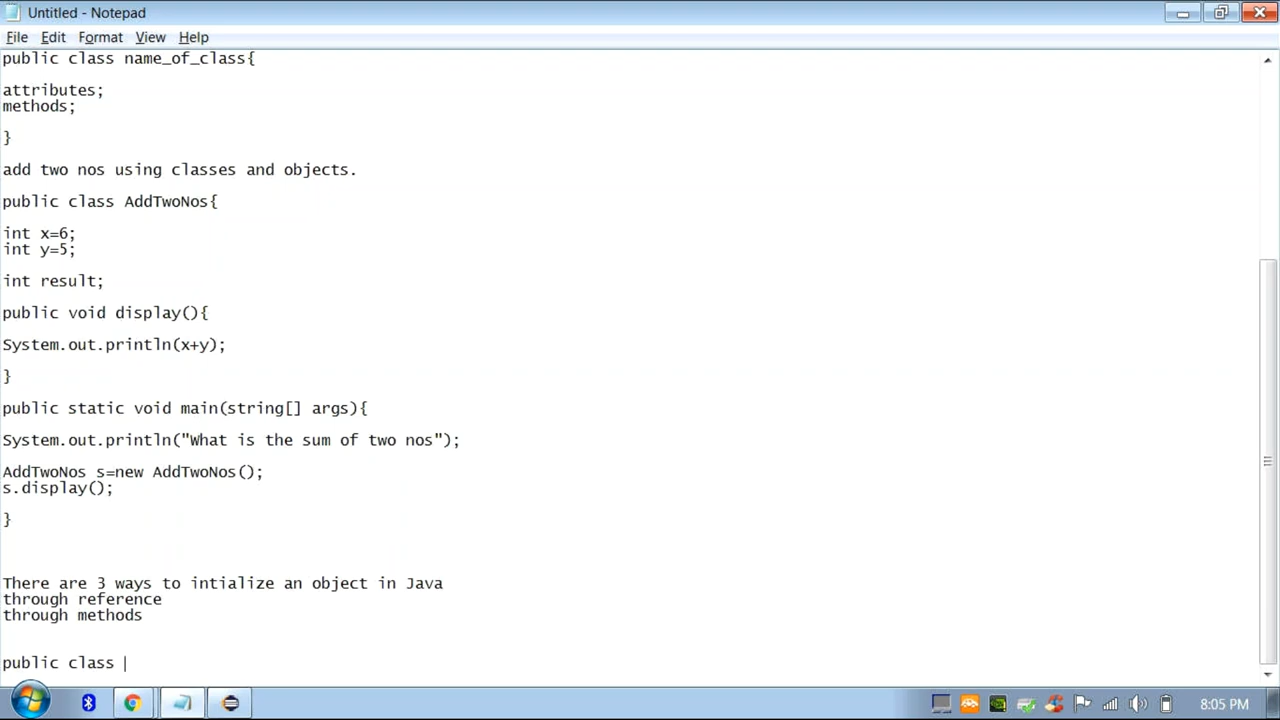 Untitled - Notepad
File Edit Format View Help
public class name_of_class{
attributes;
methods;
}
add two nos using classes and objects.
public class AddTwoNos{
int x=6;
int y=5;
int result;
public void display(){
System.out.println(x+y);
}
public static void main(string[] args){
System.out.println("What is the sum of two nos");
AddTwoNos s=new AddTwoNos();
s.display();
}
There are 3 ways to intialize an object in Java
through reference
through methods
public class
8:05 PM